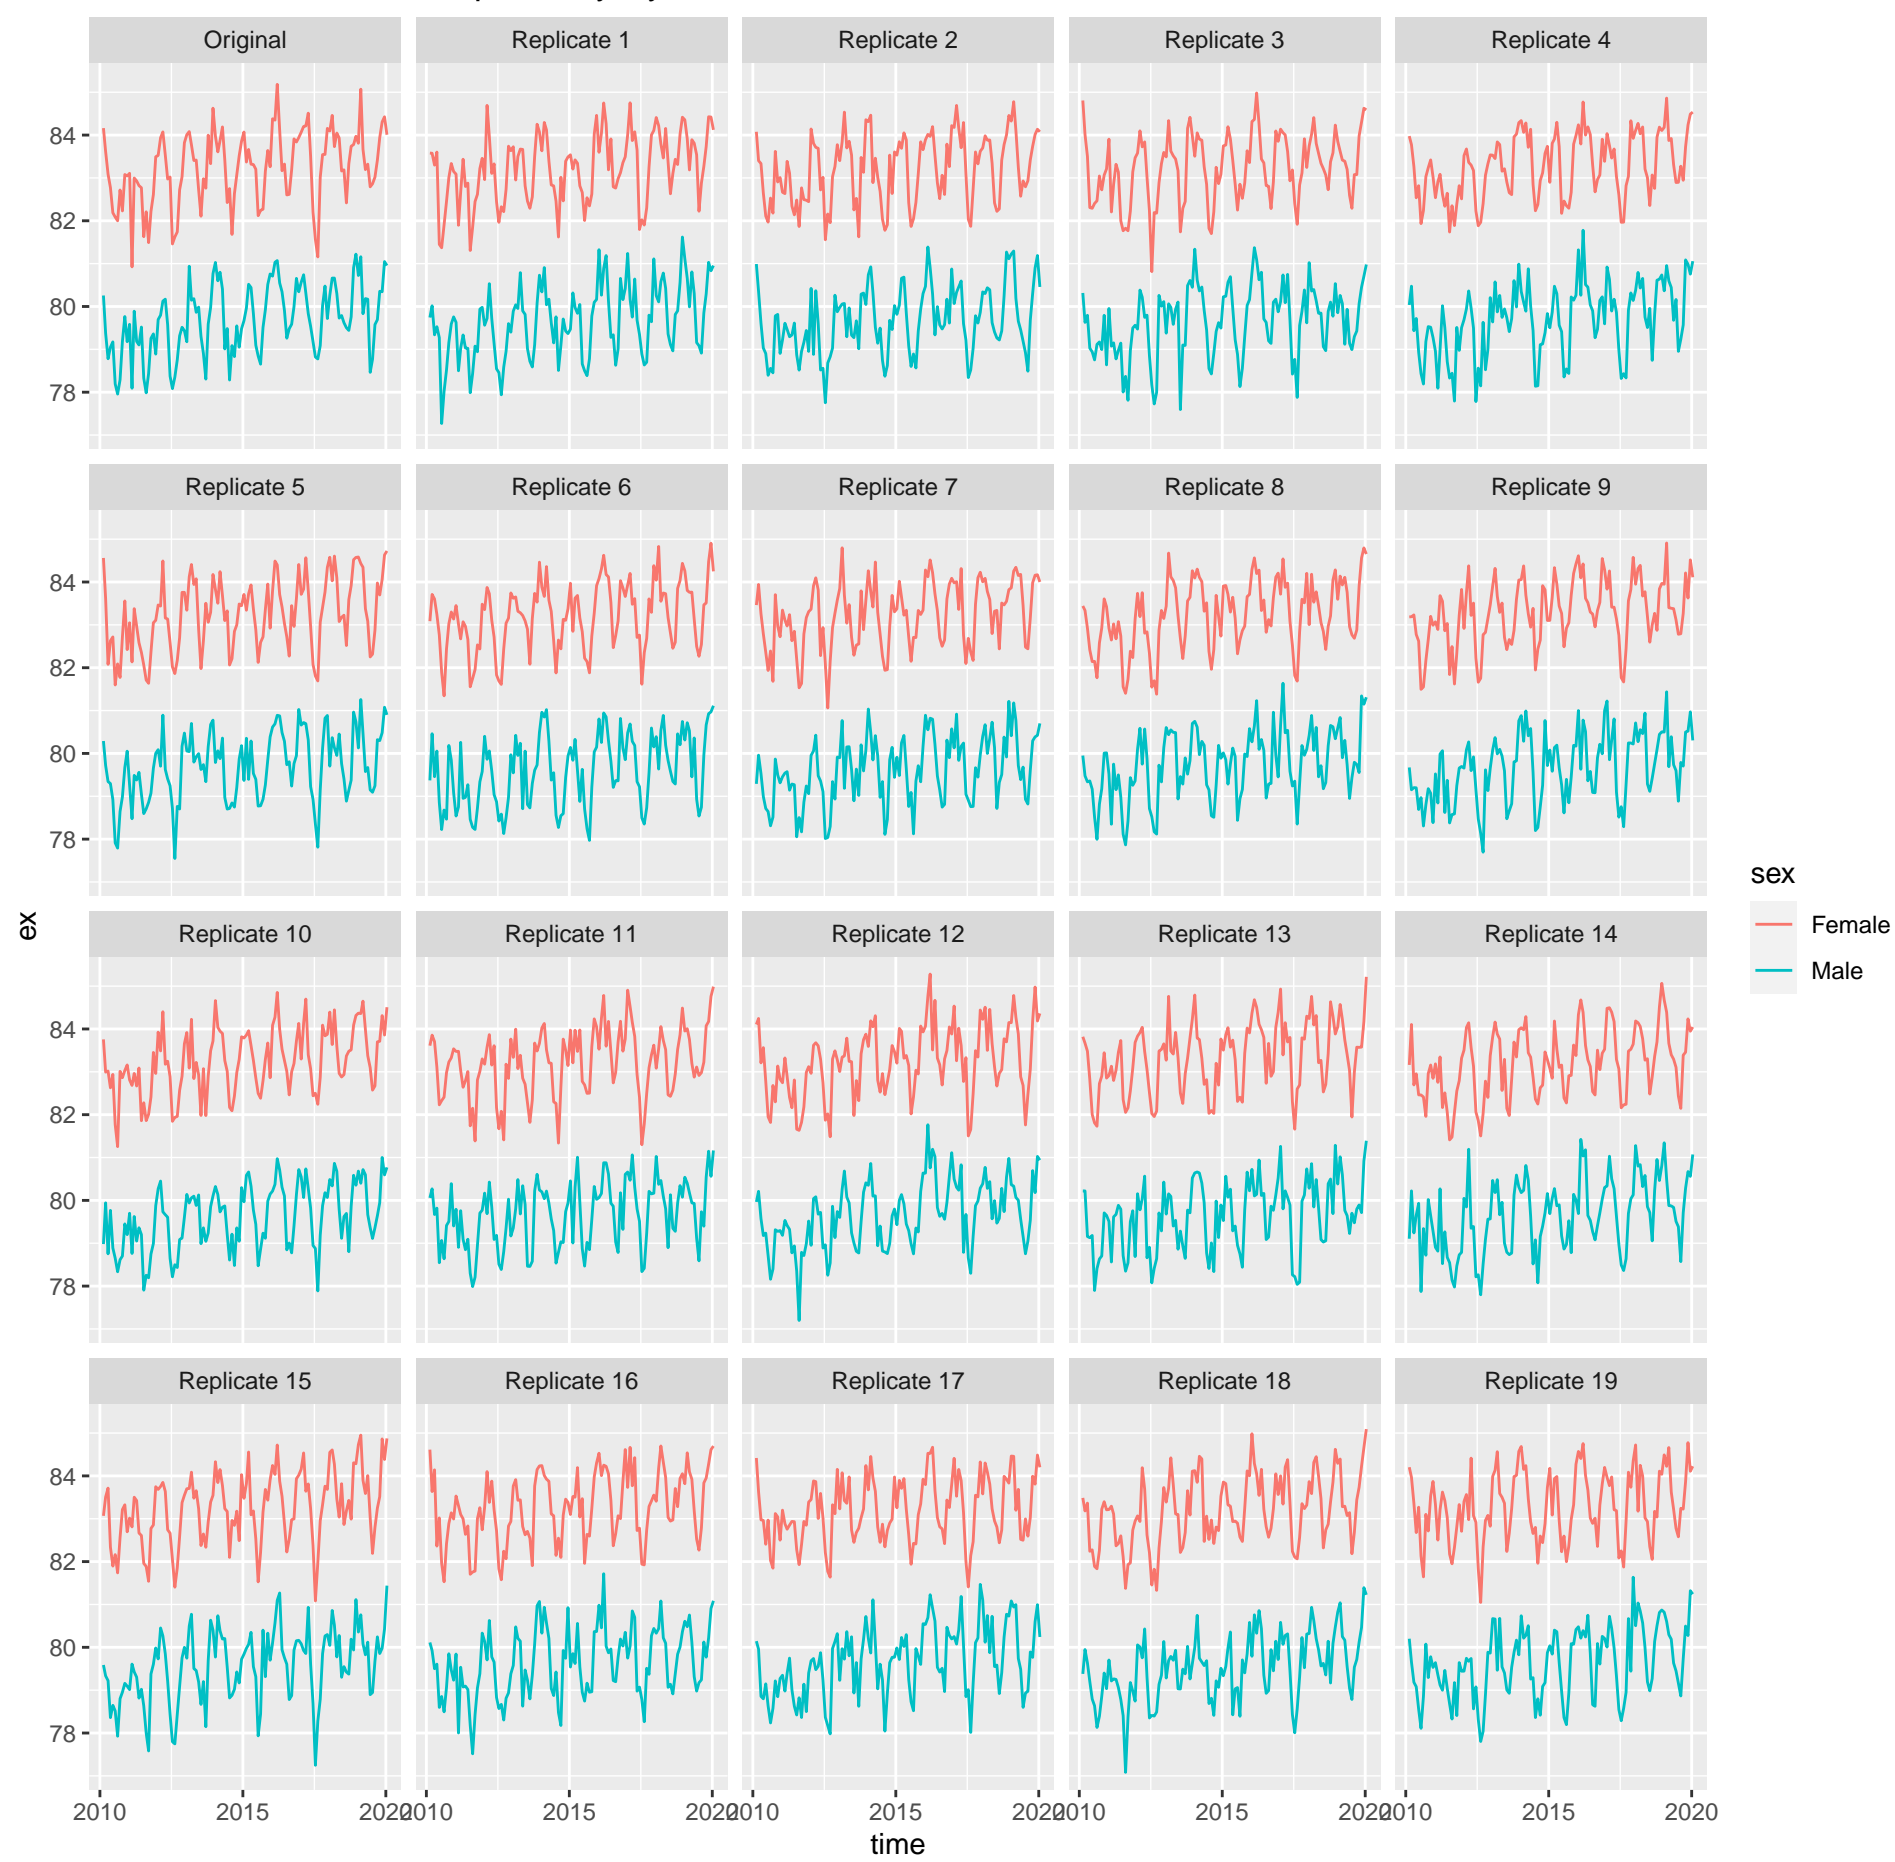 Original Replicate 1 Replicate 2 Replicate 3 Replicate 4
84
82
80
78
Replicate 5 Replicate 6 Replicate 7 Replicate 8 Replicate 9
84
82
80
78
ex
sex
Female
Male
Replicate 10 Replicate 11 Replicate 12 Replicate 13 Replicate 14
84
82
80
78
Replicate 15 Replicate 16 Replicate 17 Replicate 18 Replicate 19
84
82
80
78
2010 2015 2020 2010 2015 2020 2010 2015 2020 2010 2015 2020 2010 2015 2020
time